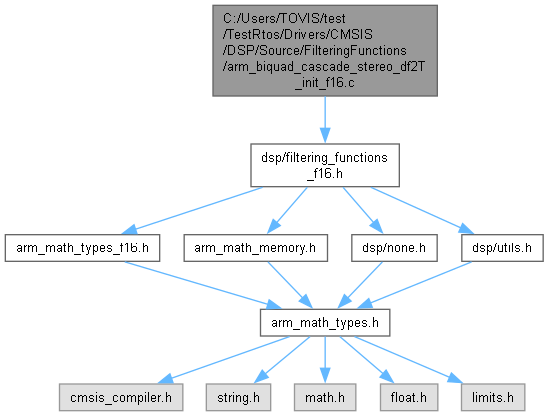 C:/Users/TOVIS/test
/TestRtos/Drivers/CMSIS
/DSP/Source/FilteringFunctions
/arm_biquad_cascade_stereo_df2T
_init_f16.c
dsp/filtering_functions
_f16.h
arm_math_types_f16.h
arm_math_memory.h
dsp/none.h
dsp/utils.h
arm_math_types.h
cmsis_compiler.h
string.h
math.h
float.h
limits.h